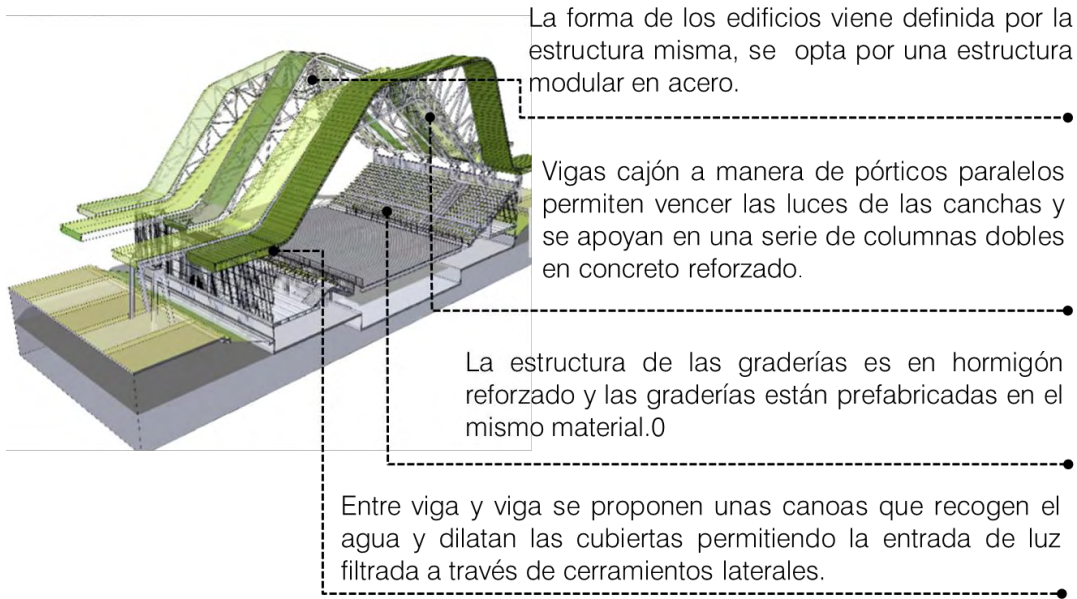 La forma de los edificios viene definida por la
estructura misma, se opta por una estructura
modular en acero.
Vigas cajón a manera de pórticos paralelos
permiten vencer las luces de las canchas y
se apoyan en una serie de columnas dobles
en concreto reforzado.
La estructura de las graderías es en hormigón
reforzado y las graderías están prefabricadas en el
mismo material.0
Entre viga y viga se proponen unas canoas que recogen el
agua y dilatan las cubiertas permitiendo la entrada de luz
filtrada a través de cerramientos laterales.